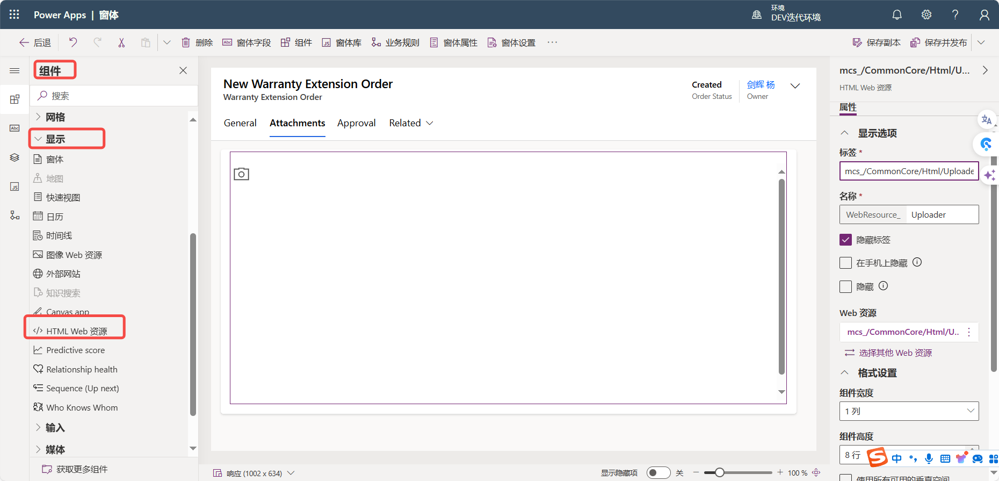 Power Apps | 窗体
环境
DEV迭代环境
后退
删除
窗体字段
组件
窗体库
业务规则
窗体属性
窗体设置
保存副本
保存并发布
组件
搜索
网格
显示
窗体
地图
快速视图
日历
时间线
图像 Web 资源
外部网站
知识搜索
Canvas app
HTML Web 资源
Predictive score
Relationship health
Sequence (Up next)
Who Knows Whom
输入
媒体
获取更多组件
New Warranty Extension Order
Warranty Extension Order
Created
Order Status
剑辉 杨
Owner
General
Attachments
Approval
Related
响应 (1002 x 634)
显示隐藏项
关
100 %
mcs_/CommonCore/Html/U...
HTML Web 资源
属性
显示选项
标签 *
mcs_/CommonCore/Html/Uploade
名称 *
WebResource_ Uploader
隐藏标签
在手机上隐藏
隐藏
Web 资源
mcs_/CommonCore/Html/U..
选择其他 Web 资源
格式设置
组件宽度
1 列
组件高度
8 行
中
使用所有可用的垂直空间